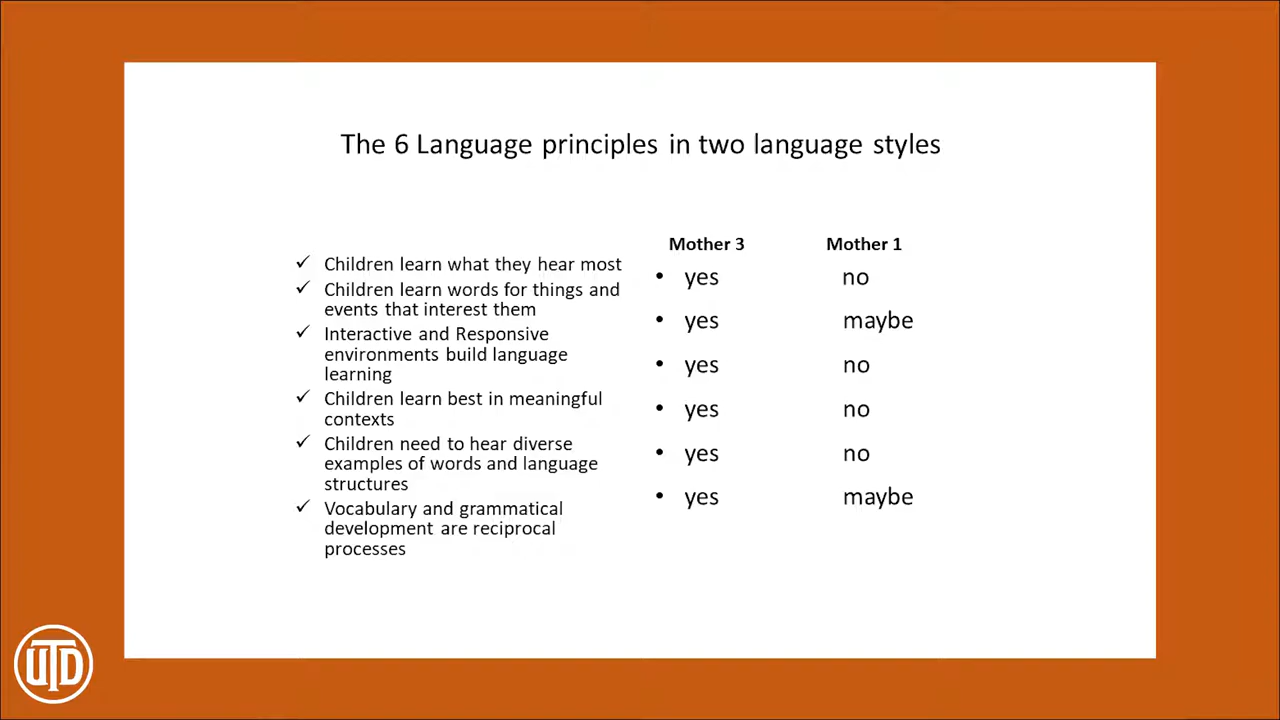 The 6 Language principles in two language styles
Mother 3 Mother 1
✓ Children learn what they hear most
• yes no
✓ Children learn words for things and
events that interest them
• yes maybe
✓ Interactive and Responsive
environments build language
learning
• yes no
✓ Children learn best in meaningful
contexts
• yes no
✓ Children need to hear diverse
examples of words and language
structures
• yes no
✓ Vocabulary and grammatical
development are reciprocal
processes
• yes maybe
UTD